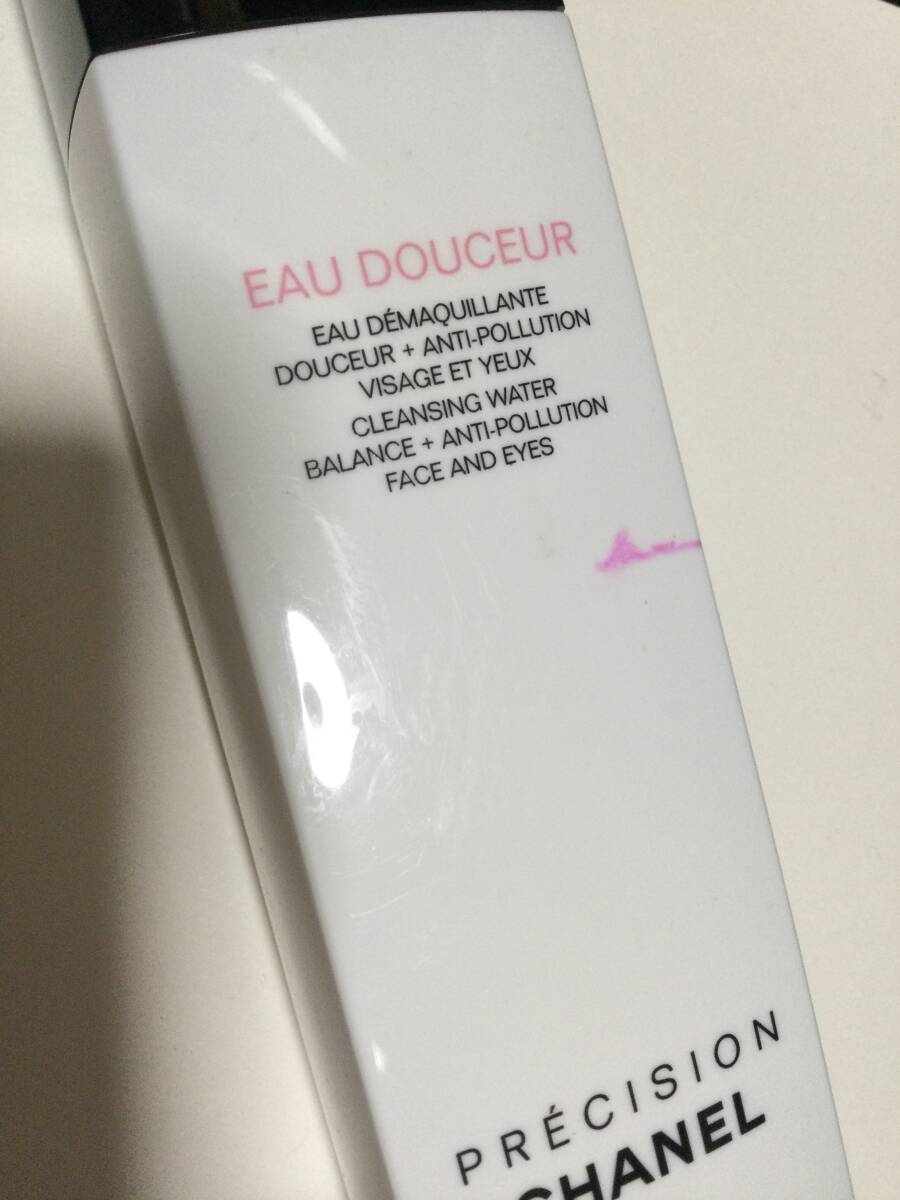 EAU DOUCEUR
EAU DÉMAQUILLANTE
DOUCEUR + ANTI-POLLUTION
VISAGE ET YEUX
CLEANSING WATER
BALANCE + ANTI-POLLUTION
FACE AND EYES
PRÉCISION
CHANEL